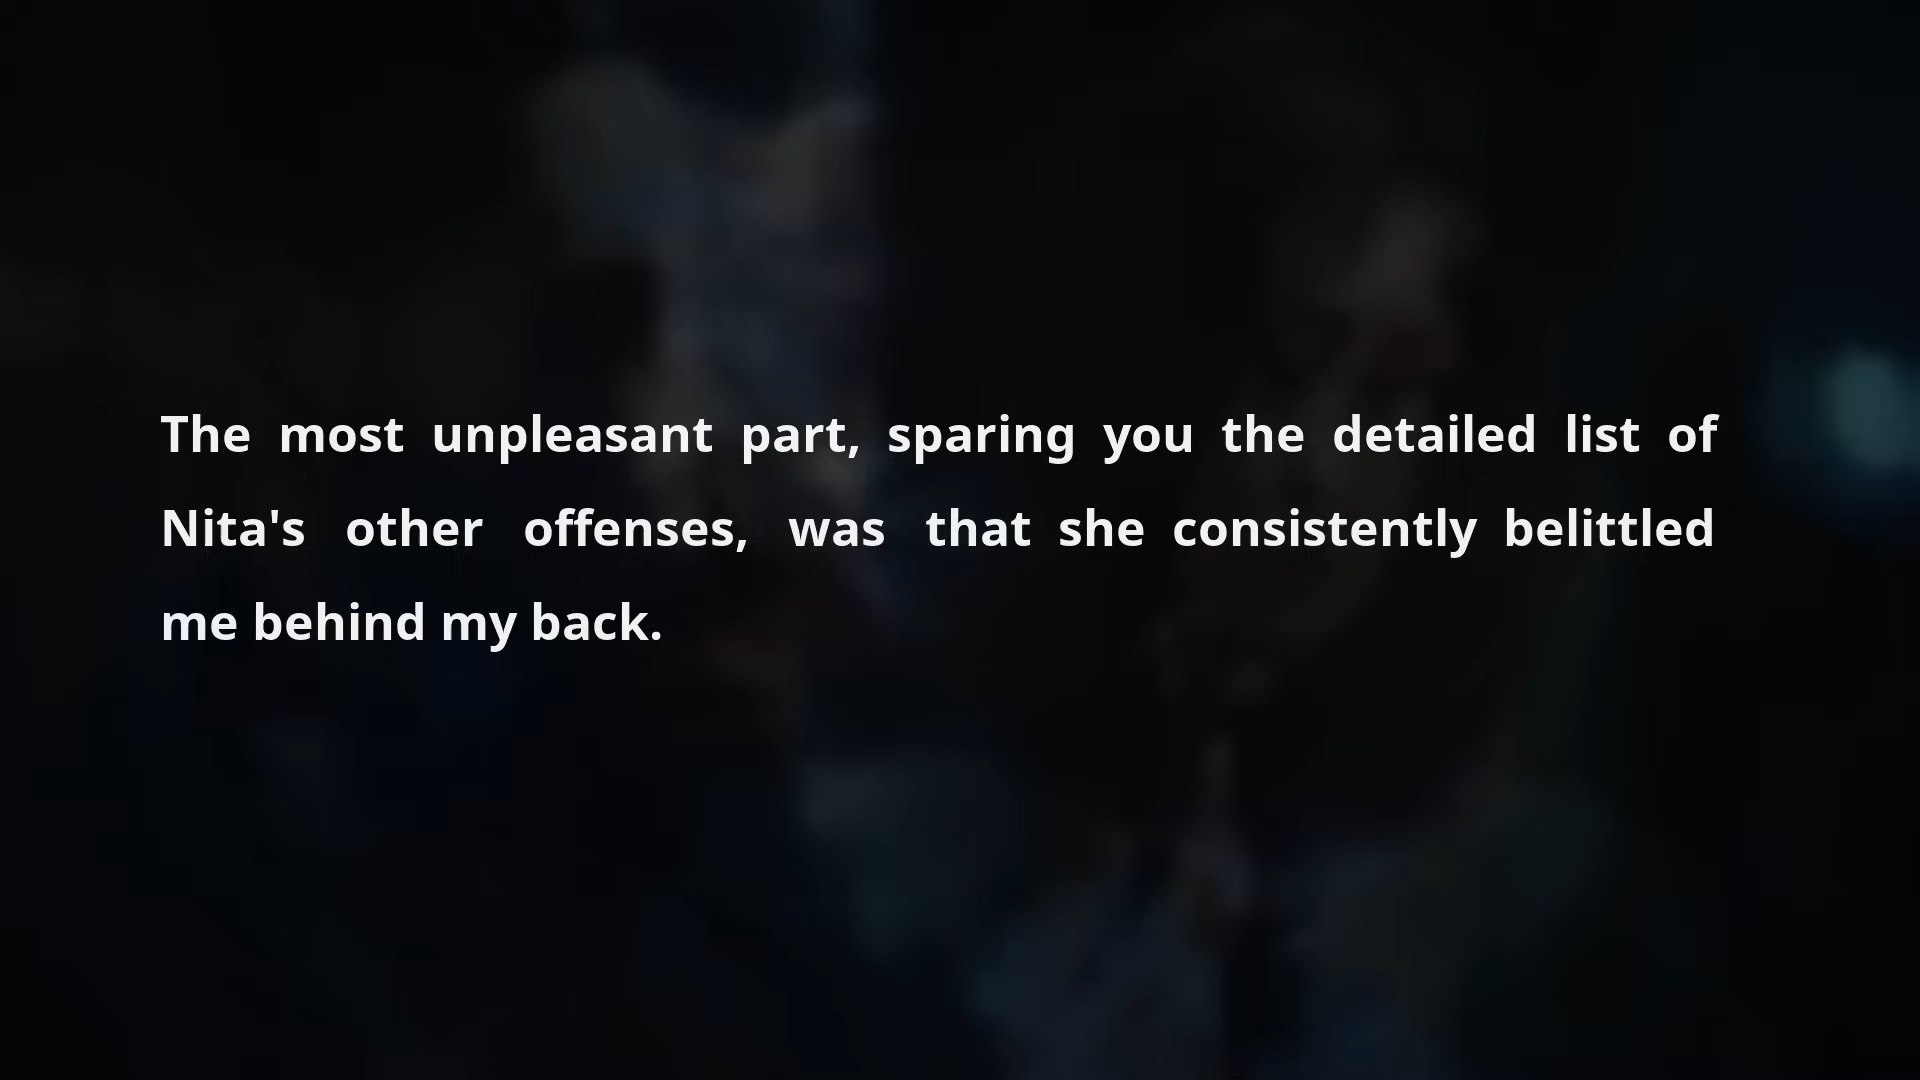 The most unpleasant part, sparing you the detailed list of
Nita's other offenses, was that she consistently belittled
me behind my back.